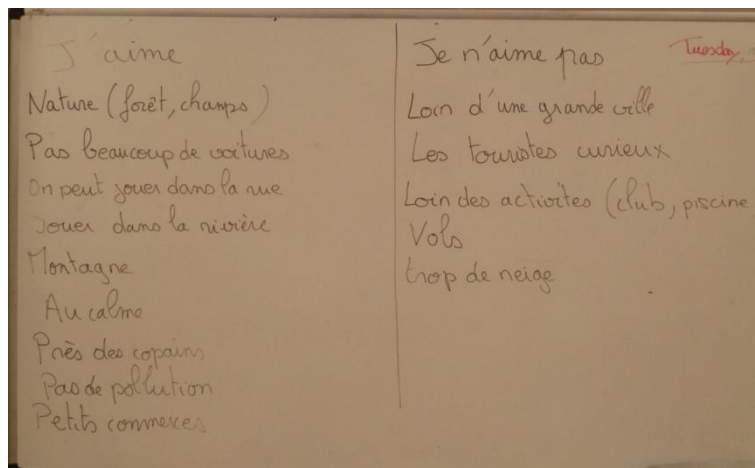 J'aime
Nature (forêt, champs)
Pas beaucoup de voitures
On peut jouer dans la rue
Jouer dans la rivière
Montagne
Au calme
Près des copains
Pas de pollution
Petits commerces
Je n'aime pas
Tuesday,
Loin d'une grande ville
Les touristes curieux
Loin des activites (club, piscine
Vols
trop de neige